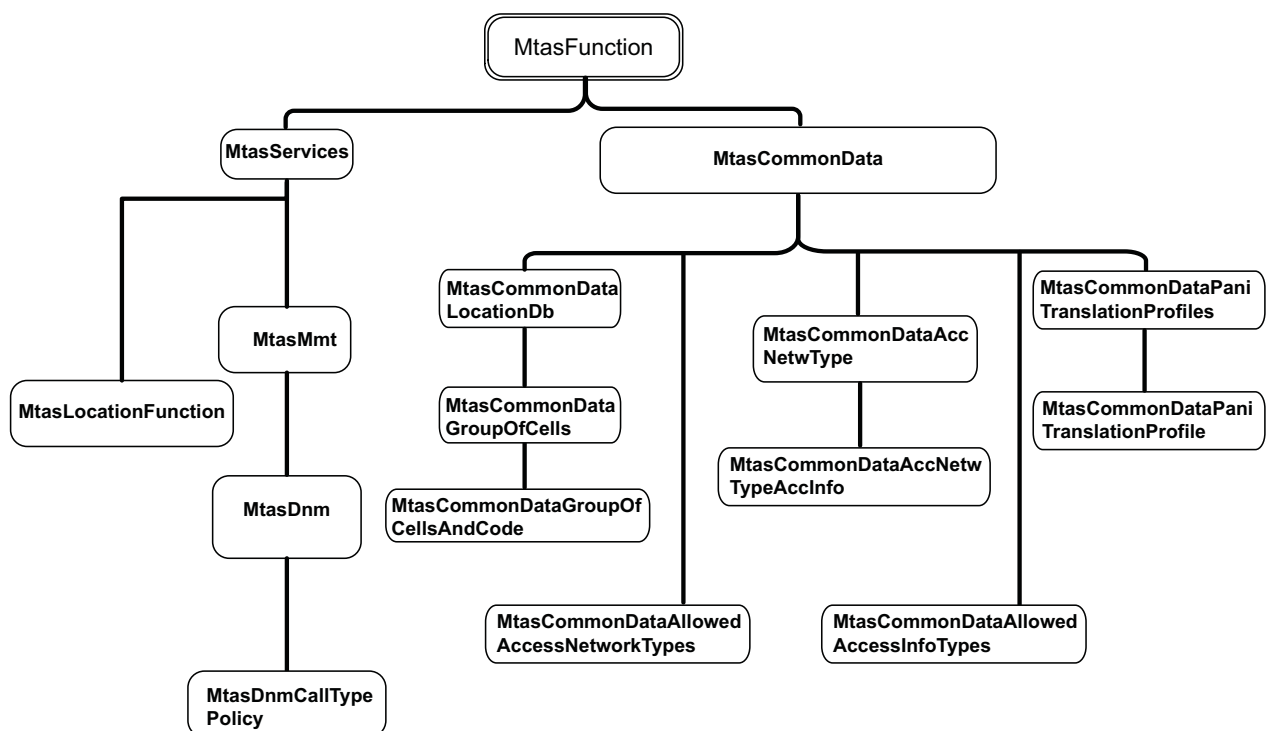 MtasFunction
MtasServices
MtasCommonData
MtasCommonData
LocationDb
MtasCommonDataPani
TranslationProfiles
MtasMmt
MtasCommonDataAcc
NetwType
MtasLocationFunction
MtasCommonData
GroupOfCells
MtasCommonDataPani
TranslationProfile
MtasCommonDataAccNetw
TypeAccInfo
MtasDnm
MtasCommonDataGroupOf
CellsAndCode
MtasCommonDataAllowed
AccessNetworkTypes
MtasCommonDataAllowed
AccessInfoTypes
MtasDnmCallType
Policy